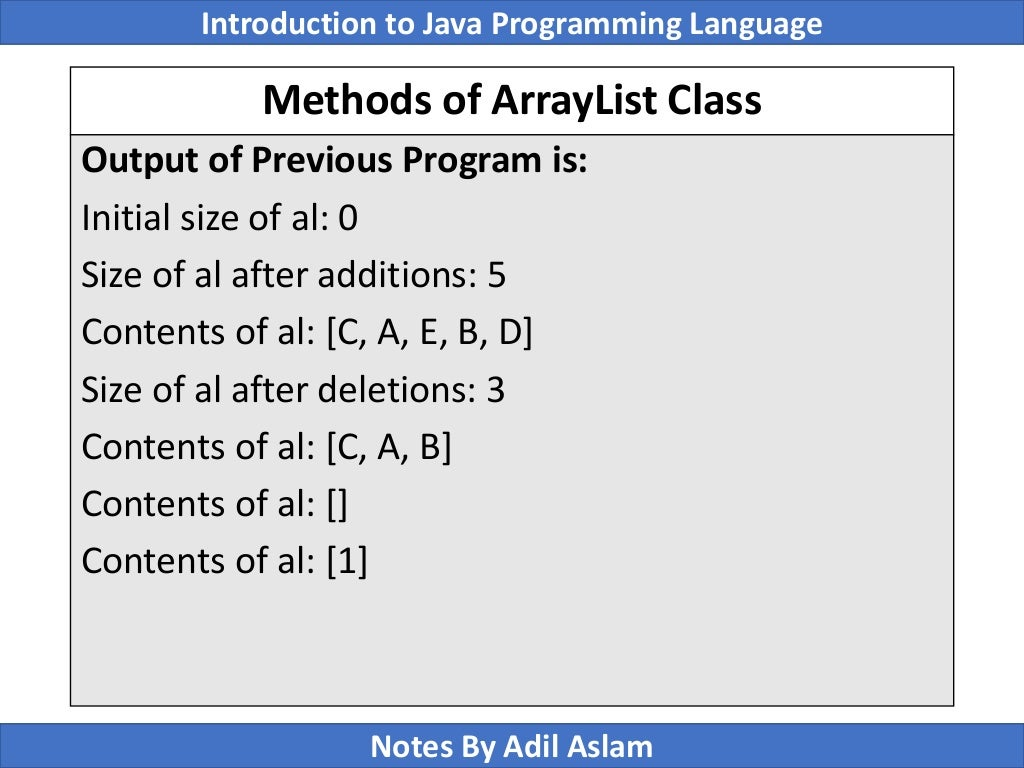 Introduction to Java Programming Language
Methods of ArrayList Class
Output of Previous Program is:
Initial size of al: 0
Size of al after additions: 5
Contents of al: [C, A, E, B, D]
Size of al after deletions: 3
Contents of al: [C, A, B]
Contents of al: []
Contents of al: [1]
Notes By Adil Aslam